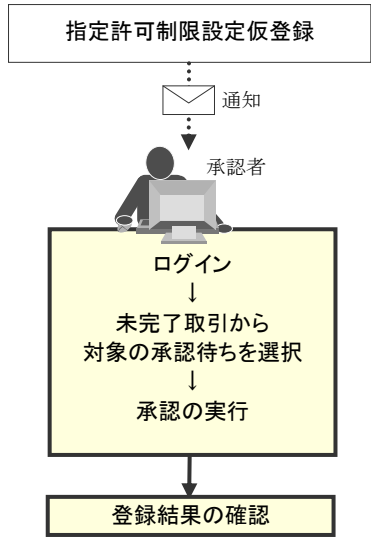 指定許可制限設定仮登録
通知
承認者
ログイン
↓
未完了取引から
対象の承認待ちを選択
↓
承認の実行
登録結果の確認